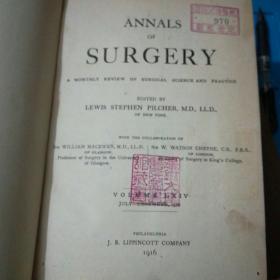 ANNALS
OF
SURGERY
A MONTHLY REVIEW OF SURGICAL SCIENCE AND PRACTICE
EDITED BY
LEWIS STEPHEN PILCHER, M.D., LL.D.,
OF NEW YORK.
WITH THE COLLABORATION OF
SIR WILLIAM MACEWEN, M.D., LL.D. SIR W. WATSON CHEYNE, C.B., F.R.S.,
OF GLASGOW, OF LONDON,
Professor of Surgery in the University of Surgery in King's College.
of Glasgow.
VOLUME LXIV
JULY
PHILADELPHIA
J. B. LIPPINCOTT COMPANY
1916